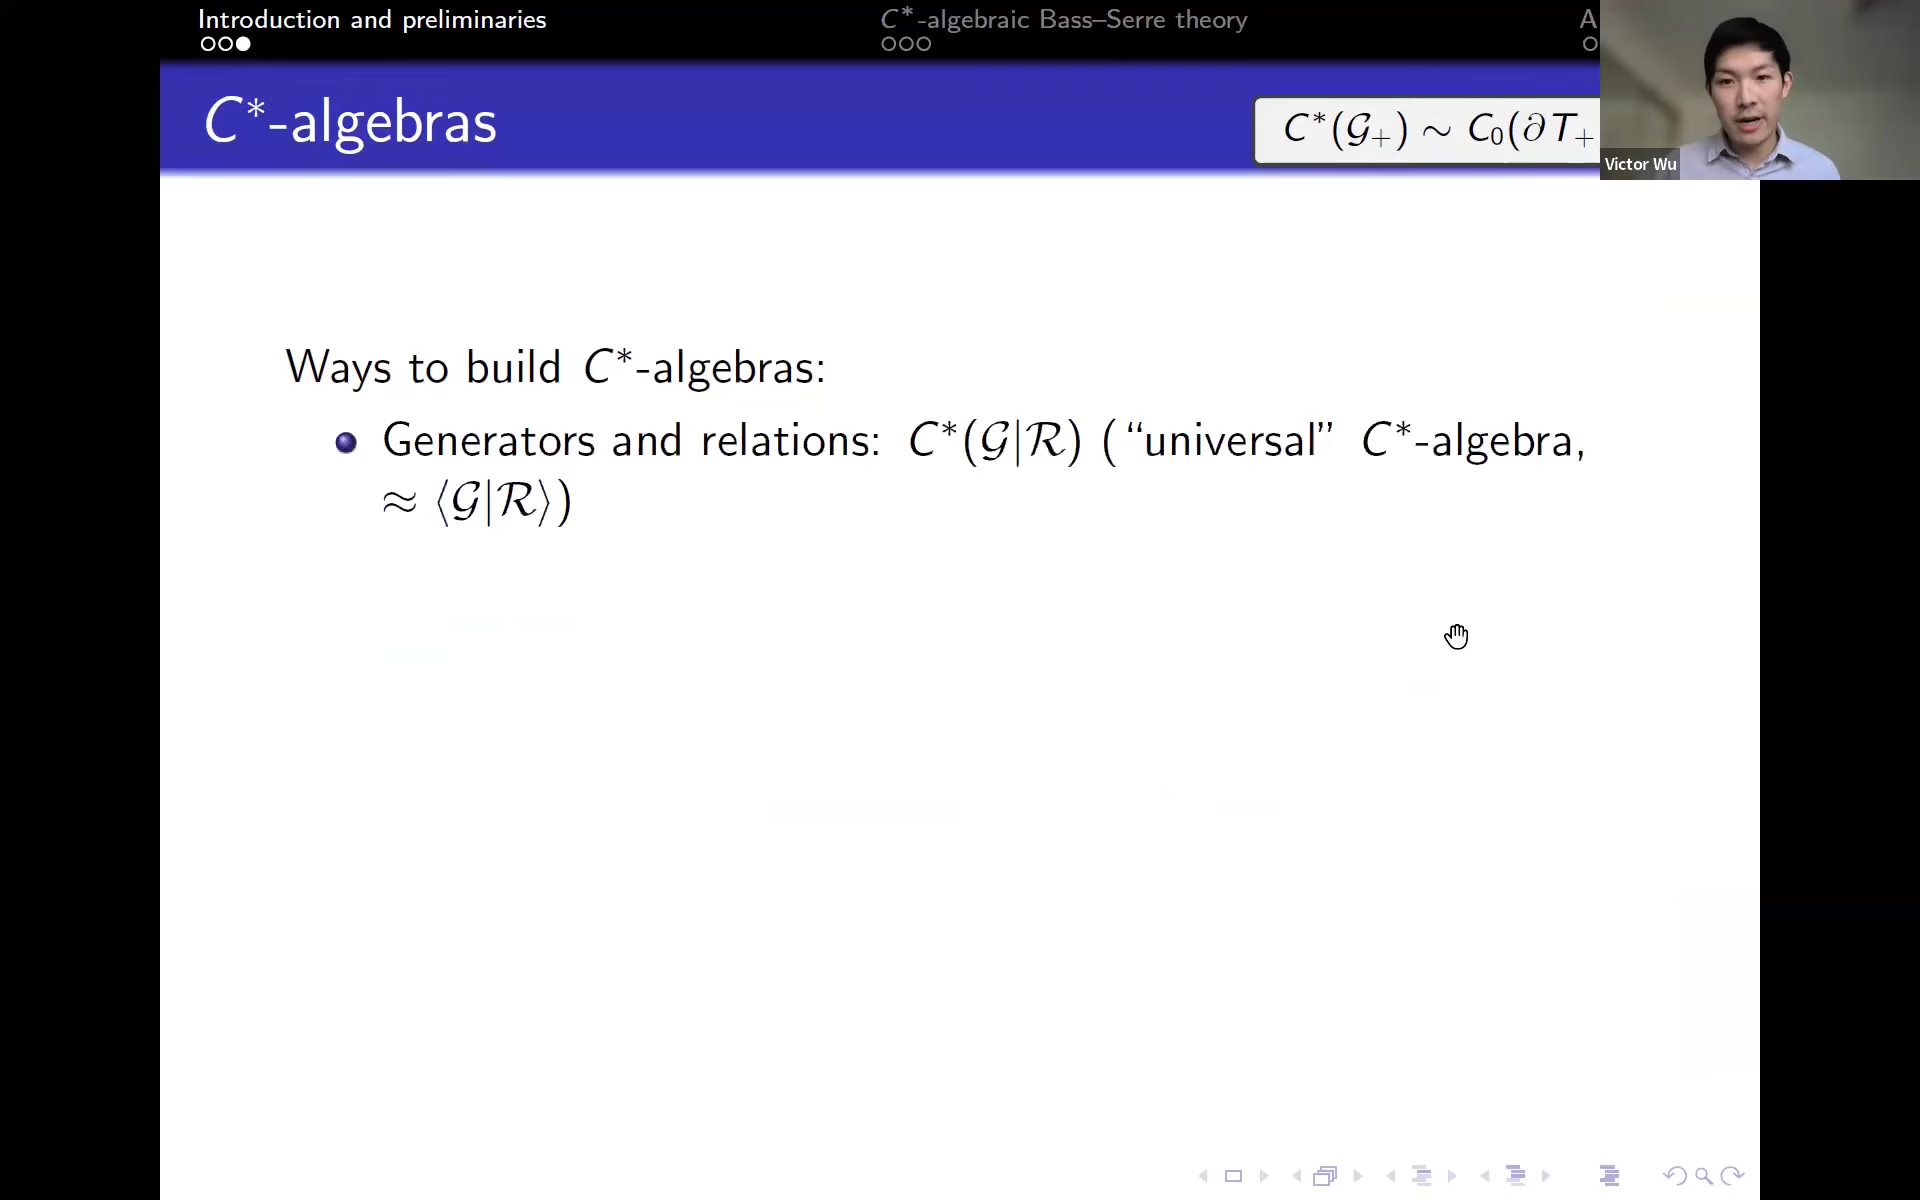 Introduction and preliminaries
C*-algebraic Bass–Serre theory
A
C*-algebras
C*(𝒢₊) ∼ C₀(∂T₊
Victor Wu
Ways to build C*-algebras:
Generators and relations: C*(𝒢|ℛ) (“universal” C*-algebra,
≈ ⟨𝒢|ℛ⟩)